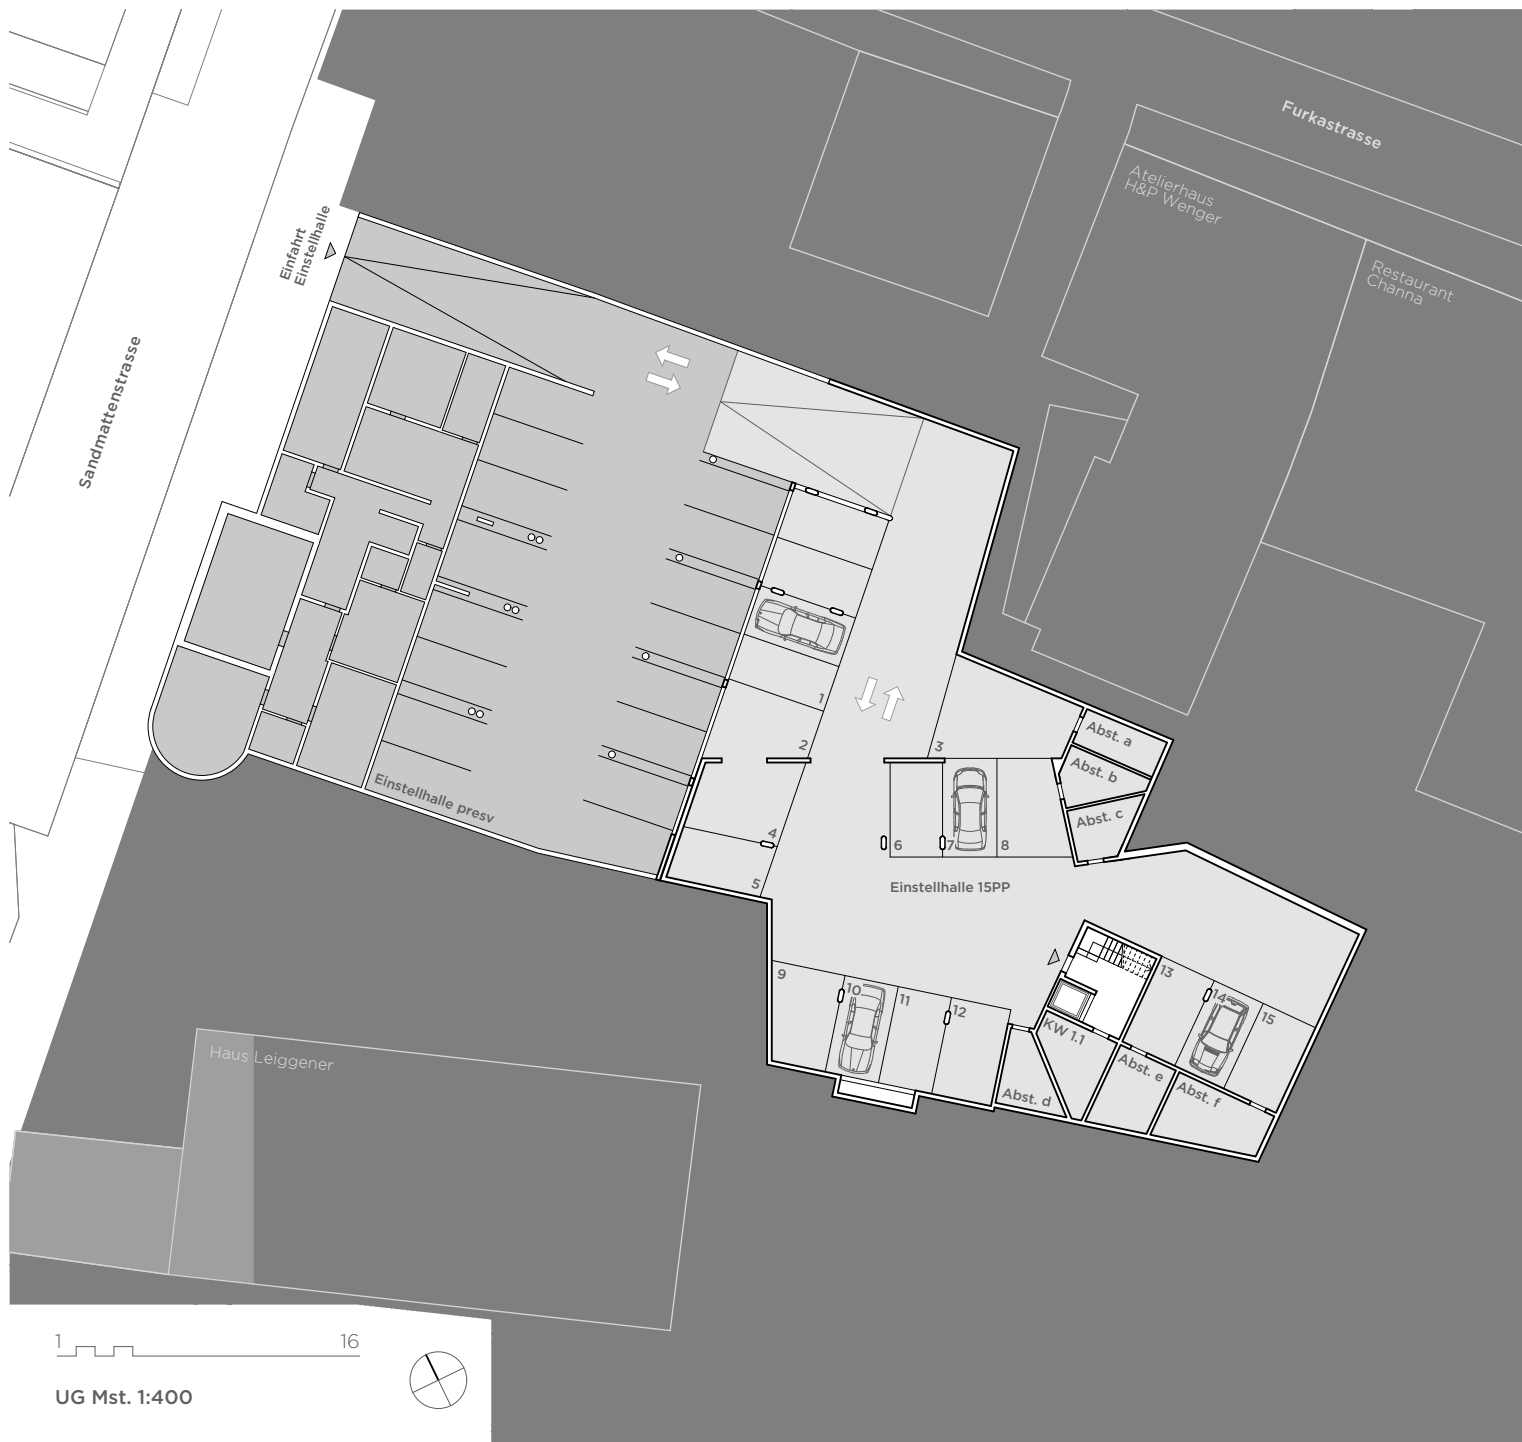 Furkastrasse
Atelierhaus
H&P Wenger
Restaurant
Channa
Einfahrt
Einstellhalle
Sandmattenstrasse
1
2
3
Abst. a
Abst. b
Abst. c
Einstellhalle presv
4
5
6
7
8
Einstellhalle 15PP
9
10
11
12
13
14
15
KW 1.1
Abst. d
Abst. e
Abst. f
Haus Leiggener
1 16
UG Mst. 1:400